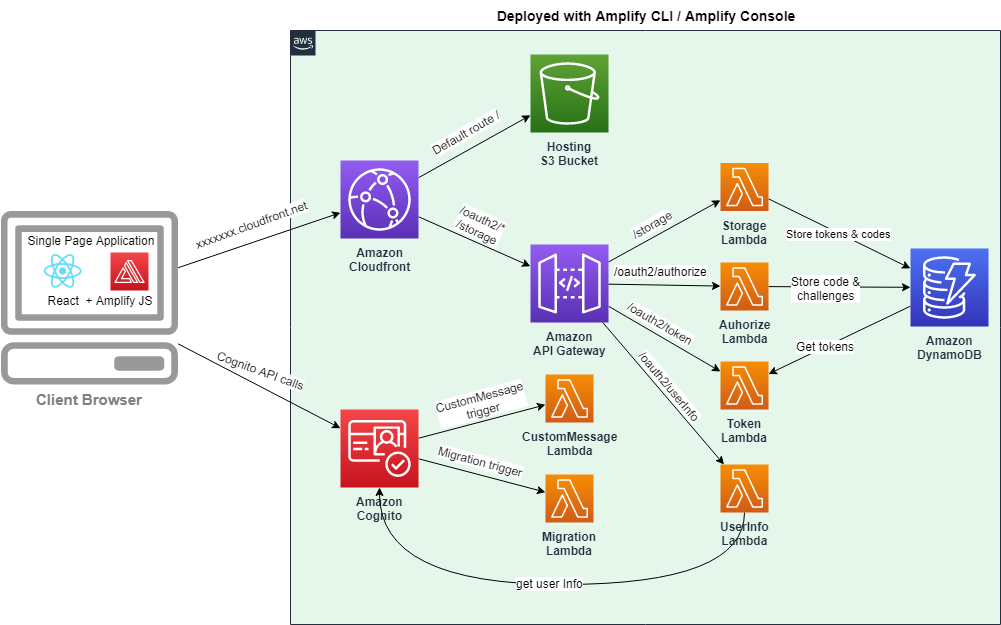 Deployed with Amplify CLI / Amplify Console
aws
Hosting
S3 Bucket
Default route /
xxxxxxx.cloudfront.net
Amazon
Cloudfront
/oauth2/*
/storage
Single Page Application
React + Amplify JS
Client Browser
Amazon
API Gateway
/storage
/oauth2/authorize
/oauth2/token
/oauth2/userInfo
Storage
Lambda
Store tokens & codes
Auhorize
Lambda
Store code &
challenges
Amazon
DynamoDB
Get tokens
Token
Lambda
Cognito API calls
Amazon
Cognito
CustomMessage
trigger
CustomMessage
Lambda
Migration trigger
Migration
Lambda
UserInfo
Lambda
get user Info